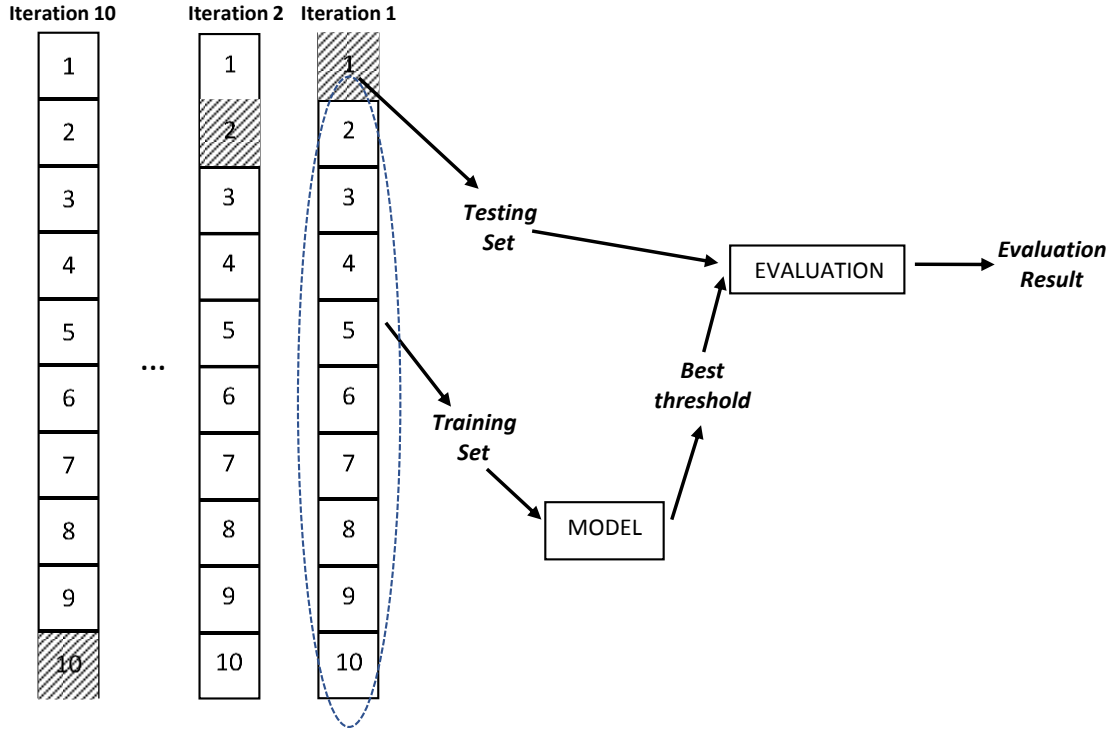 Iteration 10
1
2
3
4
5
6
7
8
9
10
...
Iteration 2
1
2
3
4
5
6
7
8
9
10
Iteration 1
1
2
3
4
5
6
7
8
9
10
Testing
Set
Training
Set
MODEL
Best
threshold
EVALUATION
Evaluation
Result